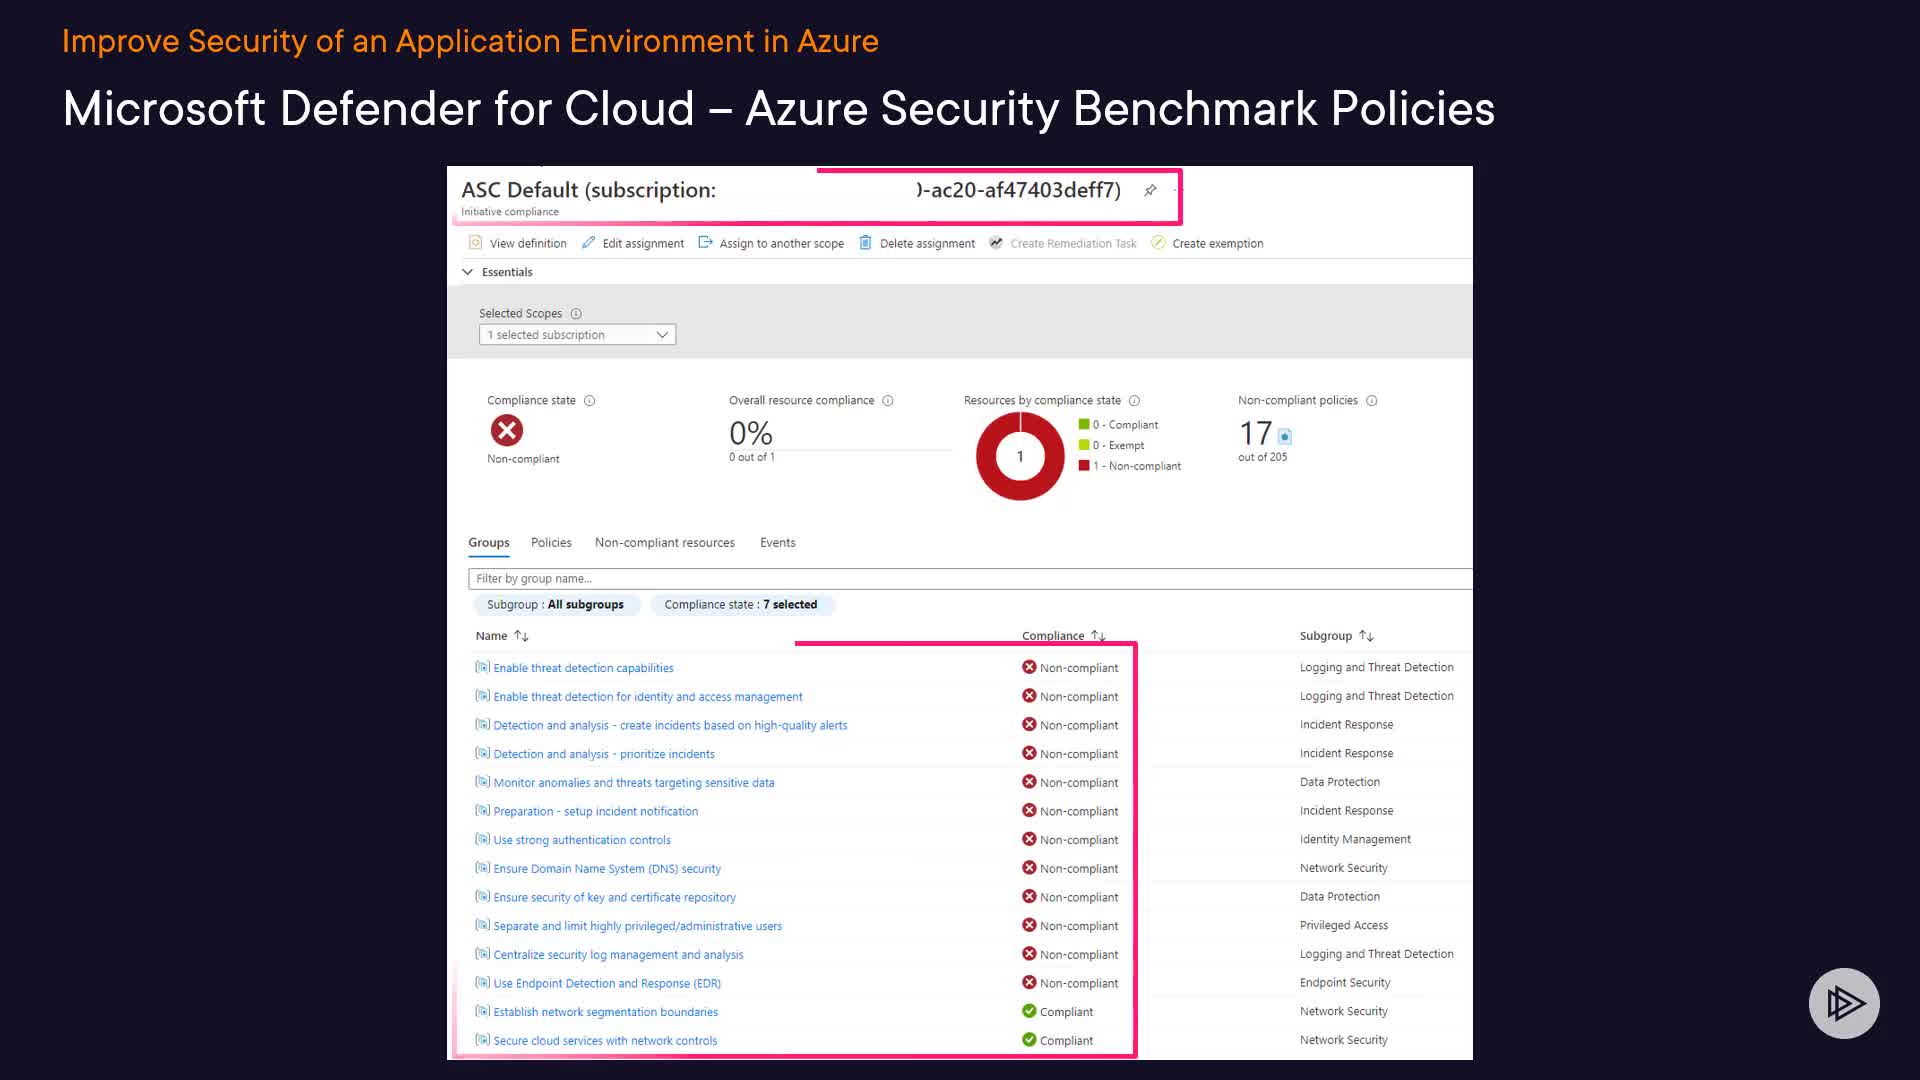 Improve Security of an Application Environment in Azure
Microsoft Defender for Cloud – Azure Security Benchmark Policies
ASC Default (subscription: )-ac20-af47403deff7)
Initiative compliance
View definition Edit assignment Assign to another scope Delete assignment Create Remediation Task Create exemption
Essentials
Selected Scopes
1 selected subscription
Compliance state Overall resource compliance Resources by compliance state Non-compliant policies
0% 0 - Compliant 17
0 - Exempt
Non-compliant 0 out of 1 1 1 - Non-compliant out of 205
Groups Policies Non-compliant resources Events
Filter by group name...
Subgroup : All subgroups Compliance state : 7 selected
Name Compliance Subgroup
Enable threat detection capabilities Non-compliant Logging and Threat Detection
Enable threat detection for identity and access management Non-compliant Logging and Threat Detection
Detection and analysis - create incidents based on high-quality alerts Non-compliant Incident Response
Detection and analysis - prioritize incidents Non-compliant Incident Response
Monitor anomalies and threats targeting sensitive data Non-compliant Data Protection
Preparation - setup incident notification Non-compliant Incident Response
Use strong authentication controls Non-compliant Identity Management
Ensure Domain Name System (DNS) security Non-compliant Network Security
Ensure security of key and certificate repository Non-compliant Data Protection
Separate and limit highly privileged/administrative users Non-compliant Privileged Access
Centralize security log management and analysis Non-compliant Logging and Threat Detection
Use Endpoint Detection and Response (EDR) Non-compliant Endpoint Security
Establish network segmentation boundaries Compliant Network Security
Secure cloud services with network controls Compliant Network Security